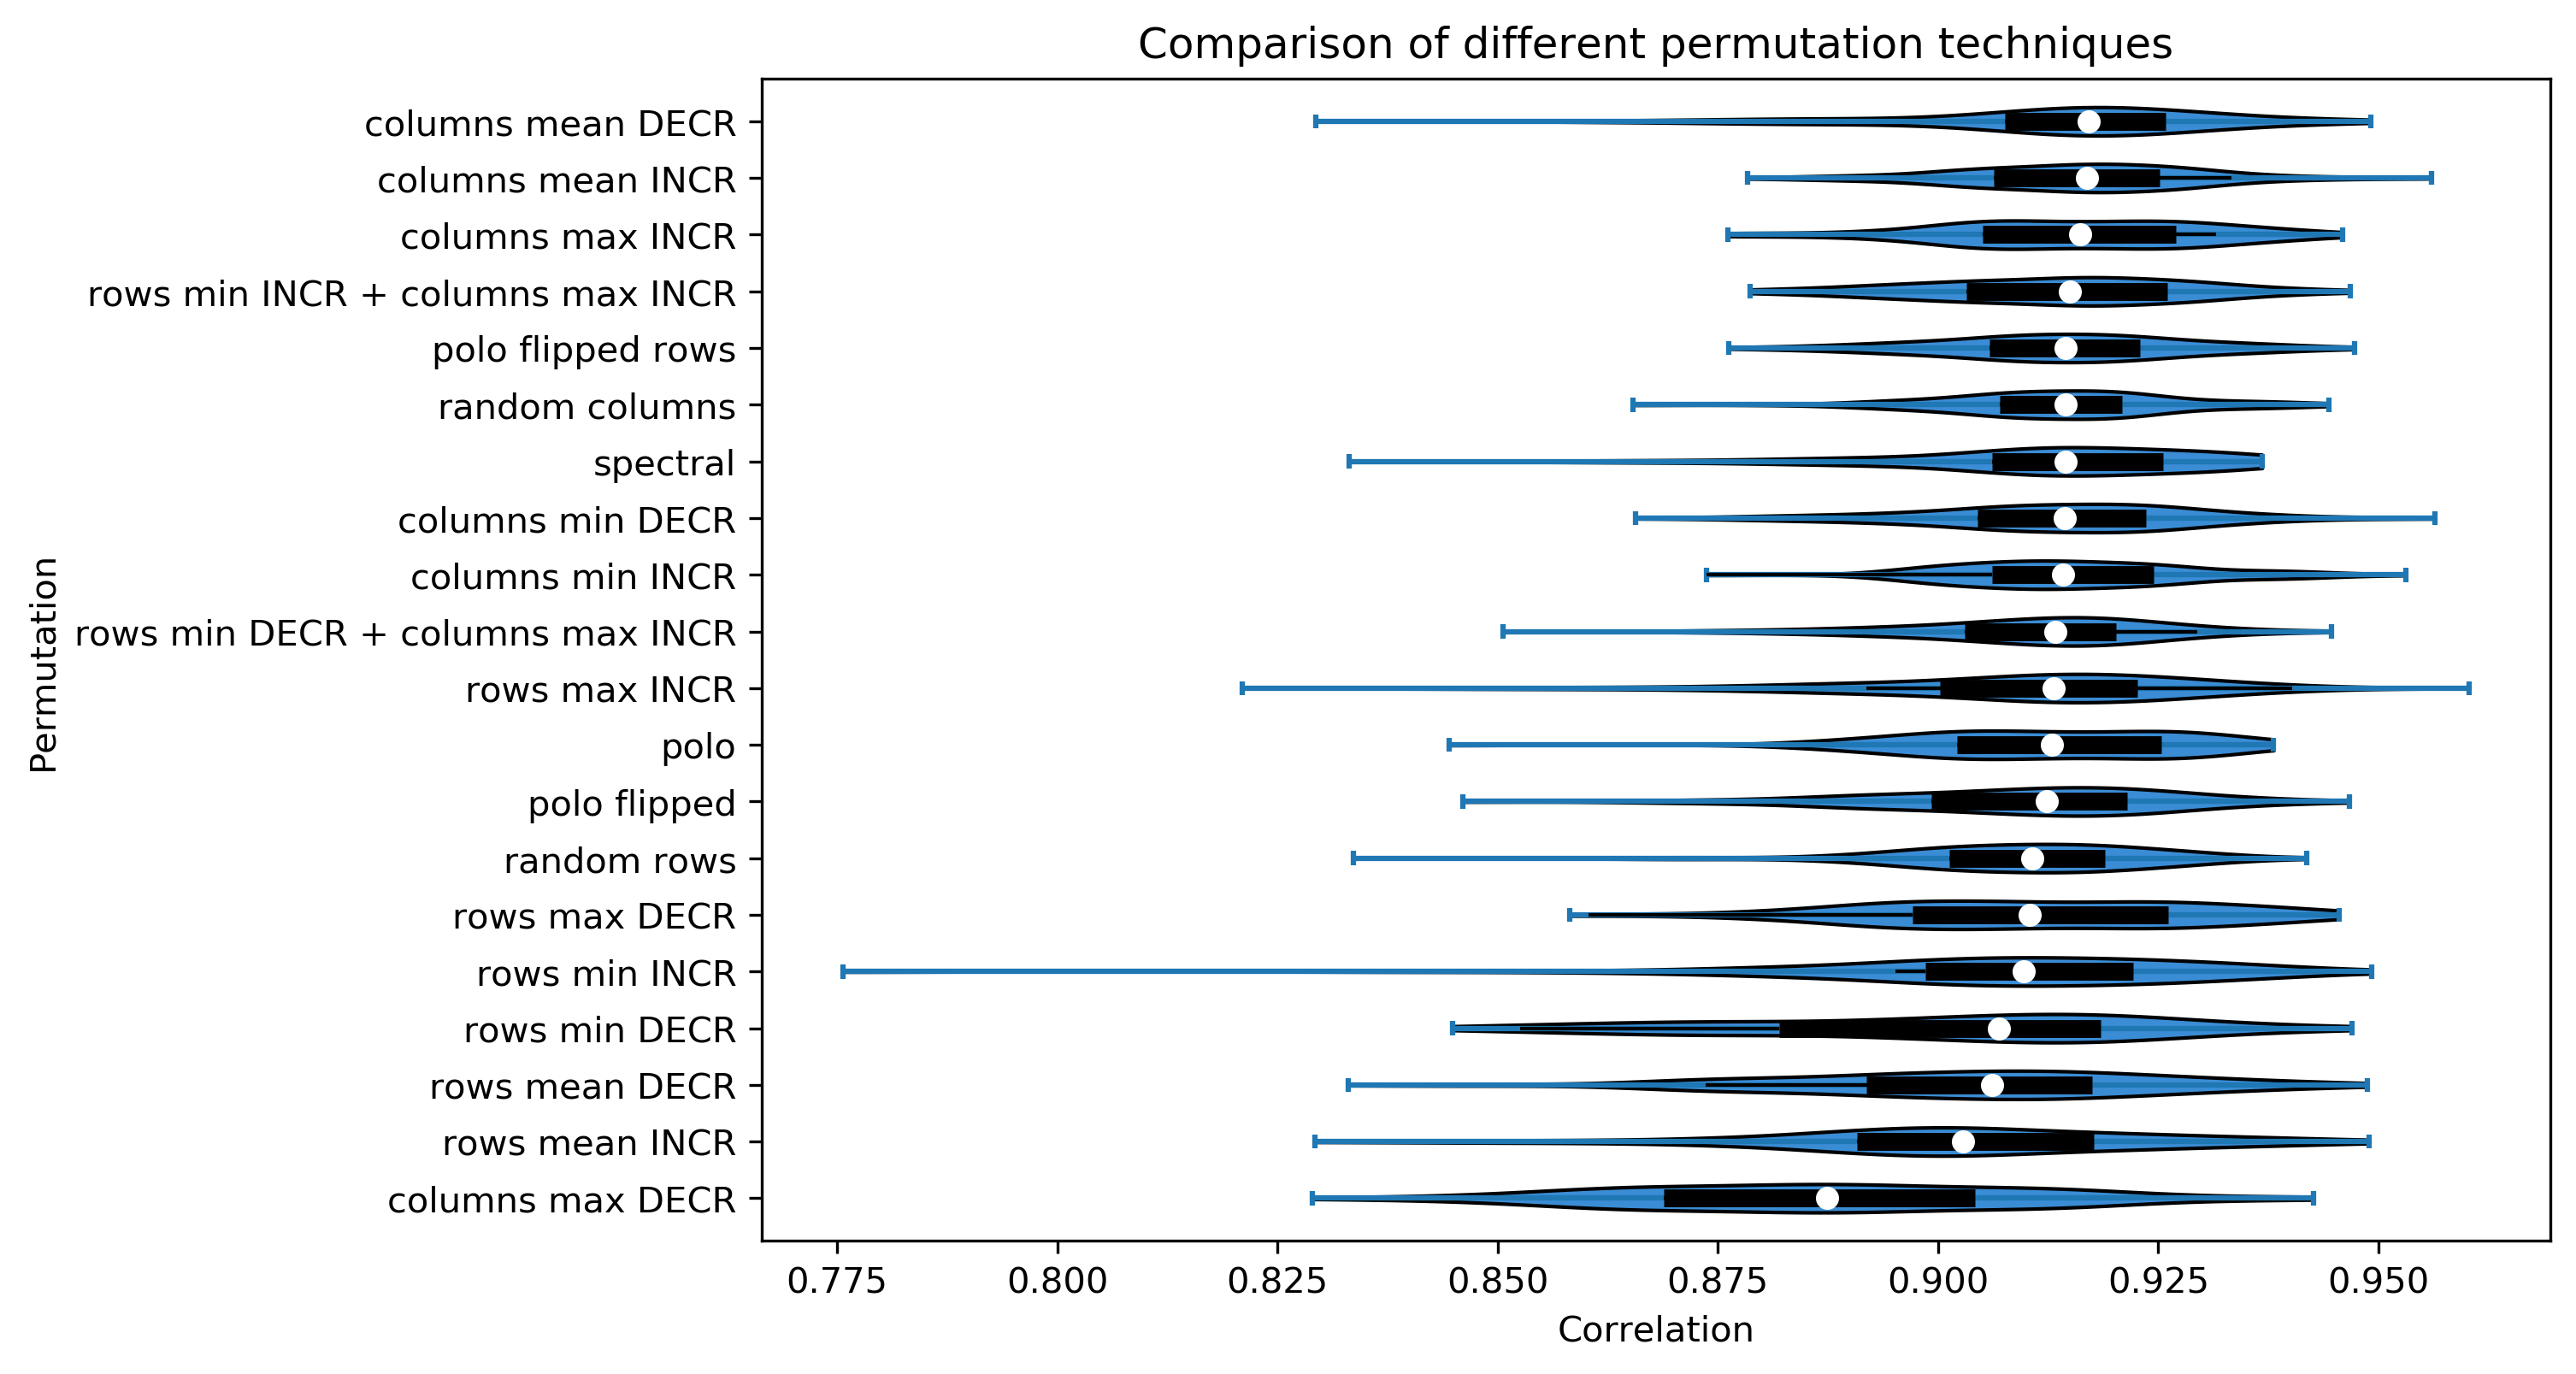 Comparison of different permutation techniques
Permutation
columns mean DECR
columns mean INCR
columns max INCR
rows min INCR + columns max INCR
polo flipped rows
random columns
spectral
columns min DECR
columns min INCR
rows min DECR + columns max INCR
rows max INCR
polo
polo flipped
random rows
rows max DECR
rows min INCR
rows min DECR
rows mean DECR
rows mean INCR
columns max DECR
0.775 0.800 0.825 0.850 0.875 0.900 0.925 0.950
Correlation